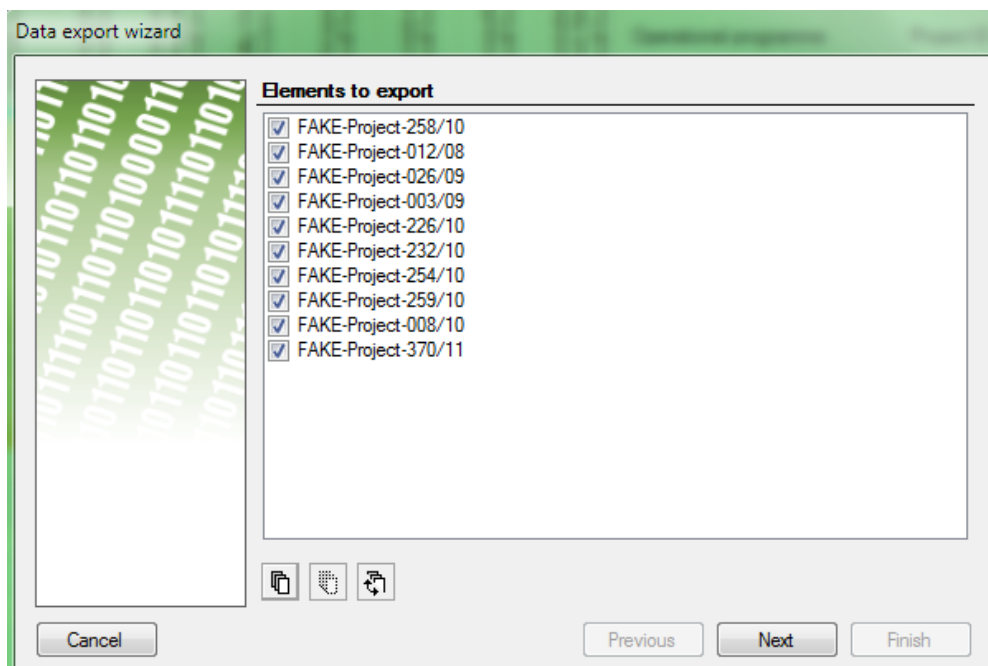 Data export wizard
Operational programme
Elements to export
FAKE-Project-258/10
FAKE-Project-012/08
FAKE-Project-026/09
FAKE-Project-003/09
FAKE-Project-226/10
FAKE-Project-232/10
FAKE-Project-254/10
FAKE-Project-259/10
FAKE-Project-008/10
FAKE-Project-370/11
Cancel
Previous
Next
Finish